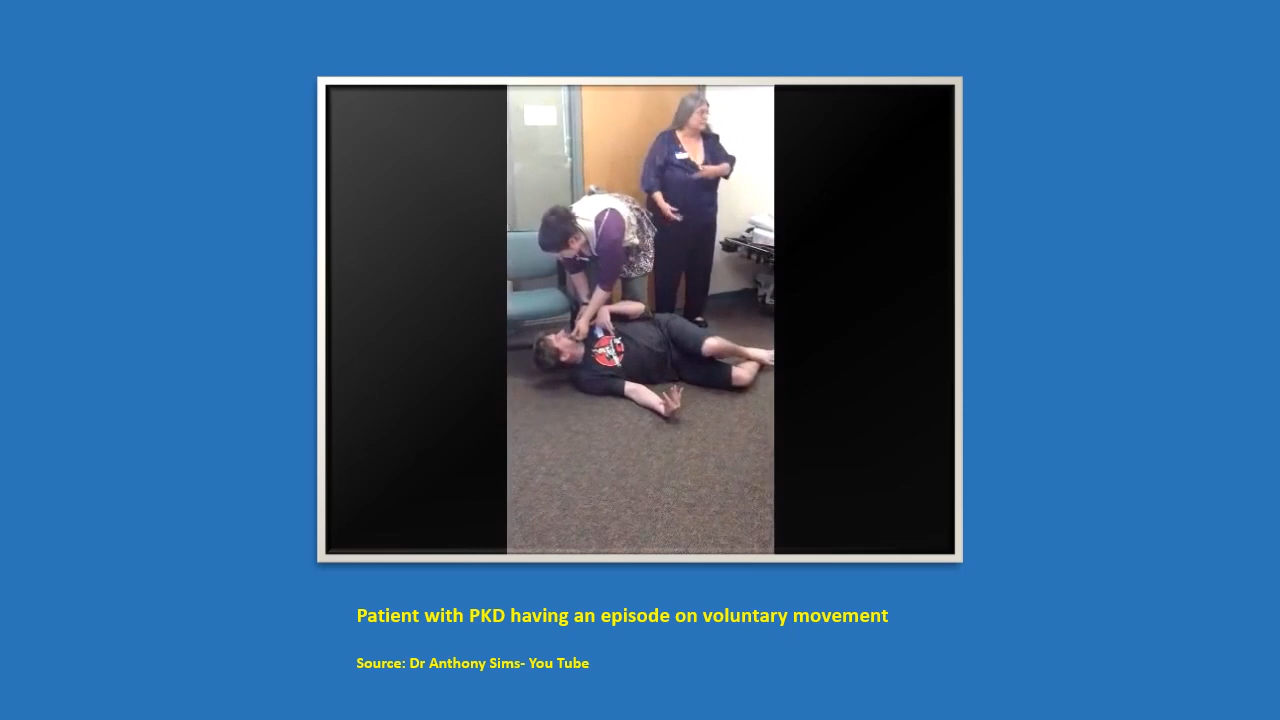 Patient with PKD having an episode on voluntary movement
Source: Dr Anthony Sims- You Tube